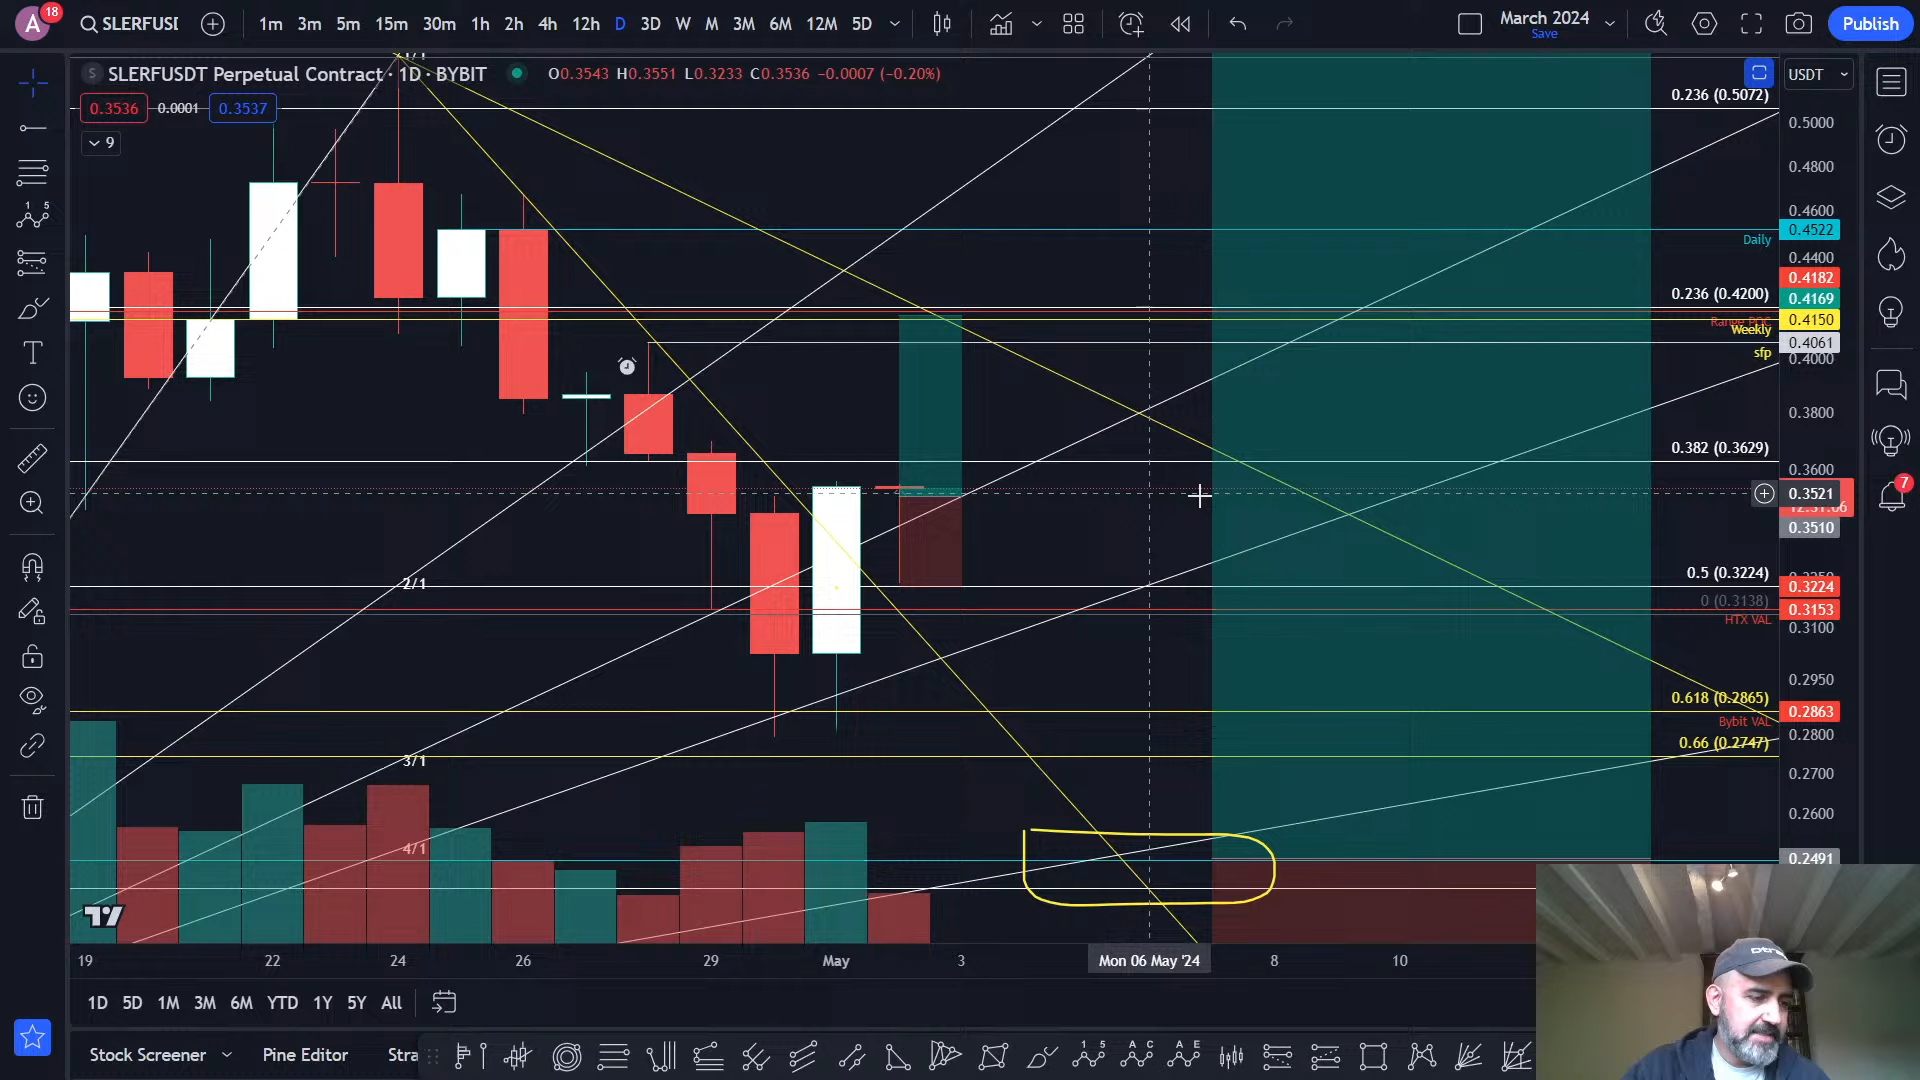 A 18 SLERFUSI 1m 3m 5m 15m 30m 1h 2h 4h 12h D 3D W M 3M 6M 12M 5D March 2024 Save Publish
S SLERFUSDT Perpetual Contract · 1D · BYBIT O0.3543 H0.3551 L0.3233 C0.3536 −0.0007 (−0.20%) USDT
0.3536 0.0001 0.3537
9
1/1
0.236 (0.5072)
0.5000
0.4800
0.4600
0.4522
Daily
0.4400
0.4182
0.236 (0.4200) 0.4169
Range POC 0.4150
Weekly
0.4061
sfp 0.4000
0.3800
0.382 (0.3629)
0.3600
0.3521
0.3510
2/1
0.5 (0.3224) 0.3224
0 (0.3138) 0.3153
HTX VAL 0.3100
0.2950
0.618 (0.2865) 0.2863
Bybit VAL
0.2800
0.66 (0.2747)
3/1
0.2700
0.2600
4/1
0.2491
19 22 24 26 29 May 3 Mon 06 May '24 8 10
1D 5D 1M 3M 6M YTD 1Y 5Y All
Stock Screener Pine Editor Stra
7